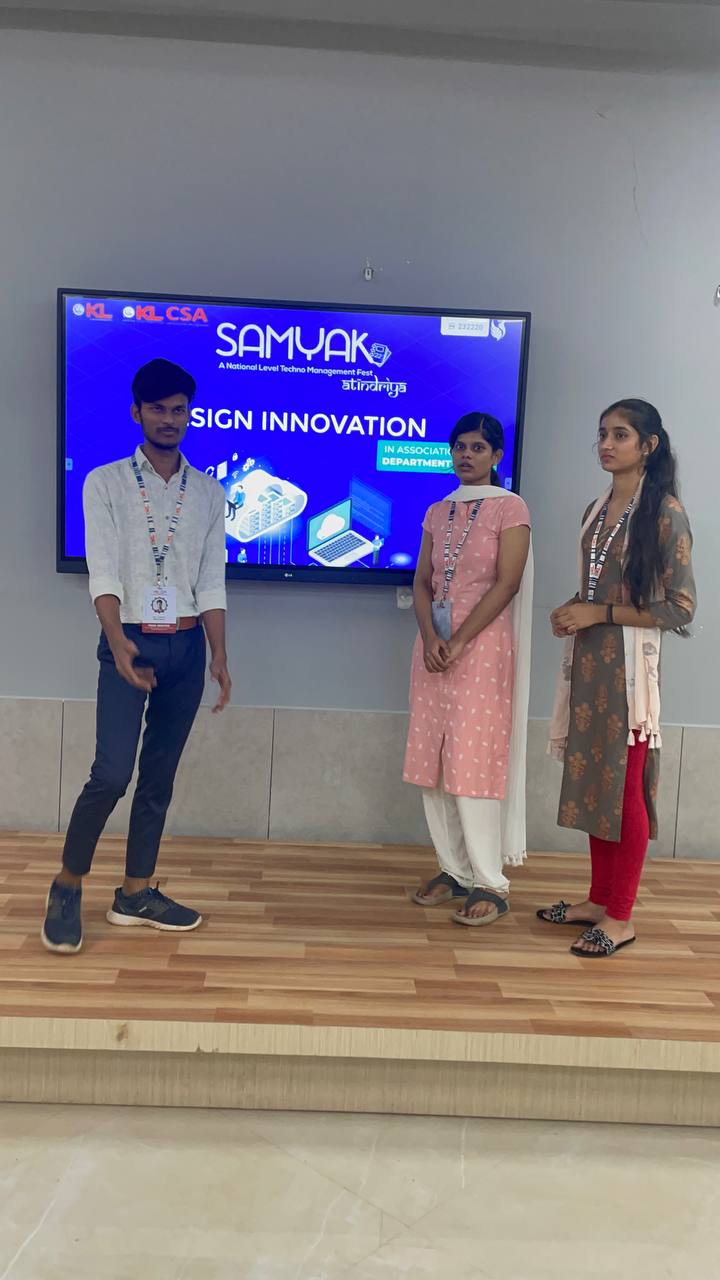 KL
KL CSA
232220
SAMYAK
A National Level Techno Management Fest
atindriya
SIGN INNOVATION
IN ASSOCIATI
DEPARTMENT
LG